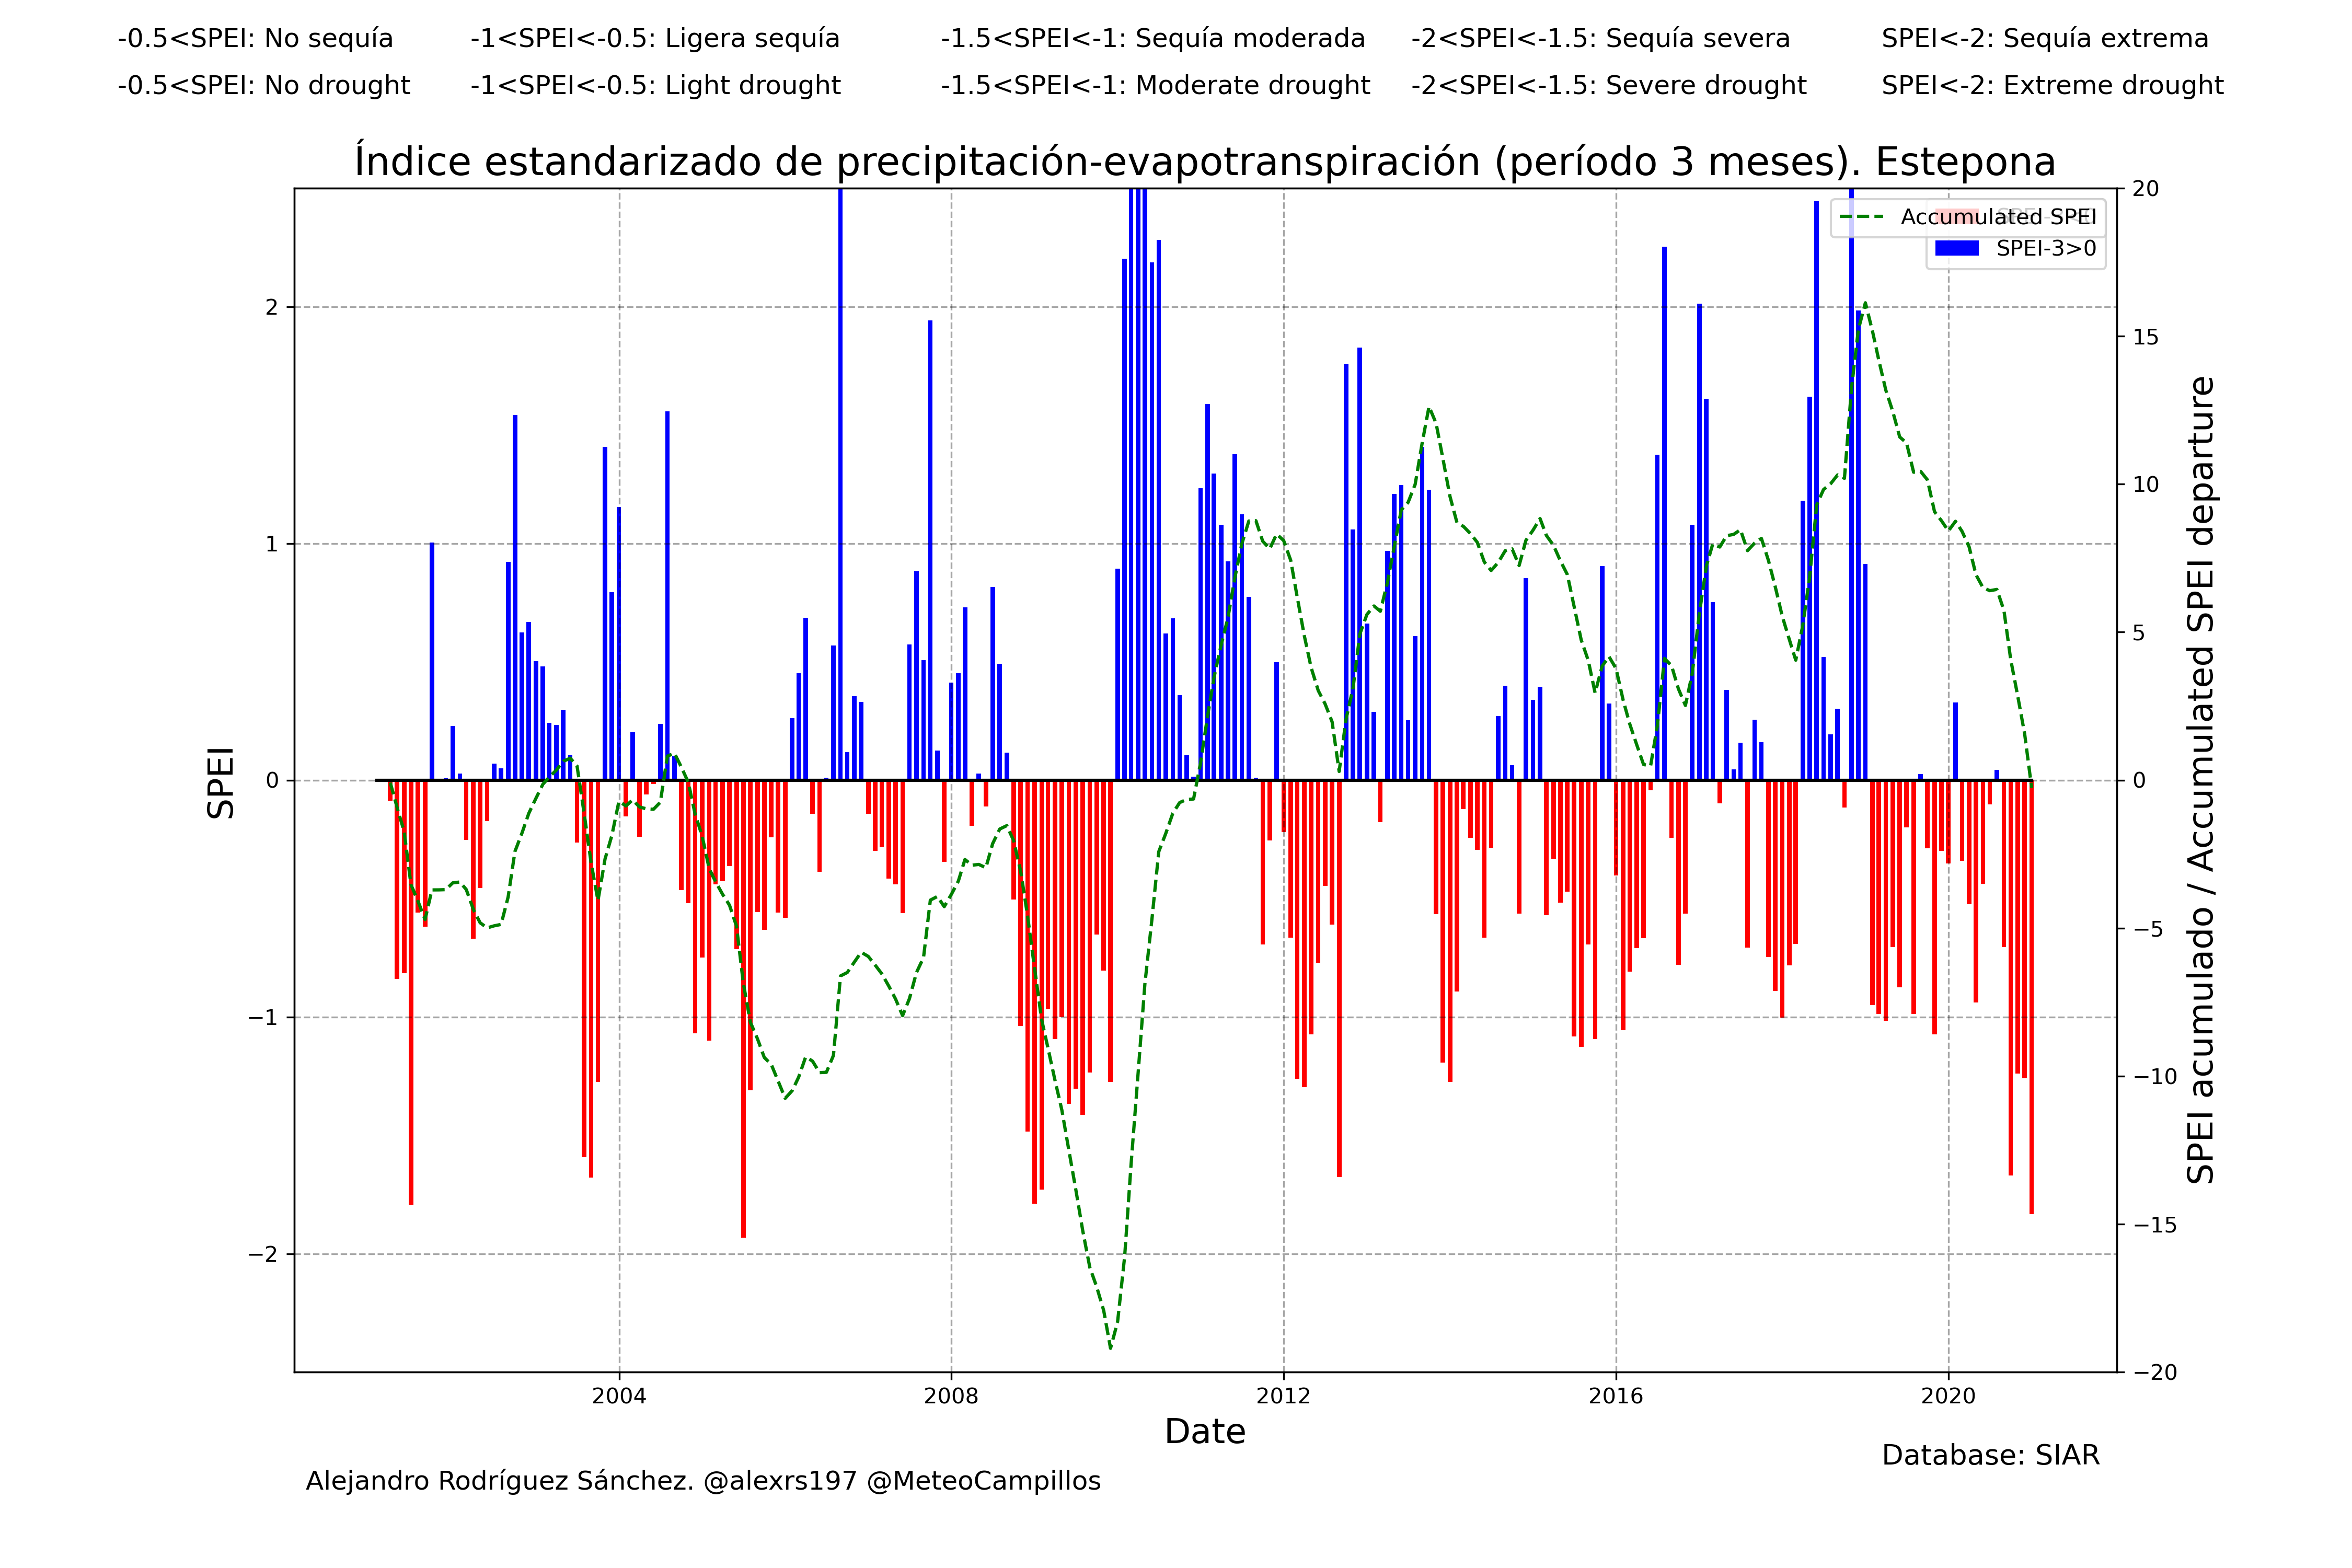 -0.5<SPEI: No sequía -1<SPEI<-0.5: Ligera sequía -1.5<SPEI<-1: Sequía moderada -2<SPEI<-1.5: Sequía severa SPEI<-2: Sequía extrema
-0.5<SPEI: No drought -1<SPEI<-0.5: Light drought -1.5<SPEI<-1: Moderate drought -2<SPEI<-1.5: Severe drought SPEI<-2: Extreme drought
Índice estandarizado de precipitación-evapotranspiración (período 3 meses). Estepona
Accumulated SPEI
SPEI-3>0
SPEI
2
1
0
−1
−2
20
15
10
5
0
−5
−10
−15
−20
SPEI acumulado / Accumulated SPEI departure
2004 2008 2012 2016 2020
Date
Database: SIAR
Alejandro Rodríguez Sánchez. @alexrs197 @MeteoCampillos